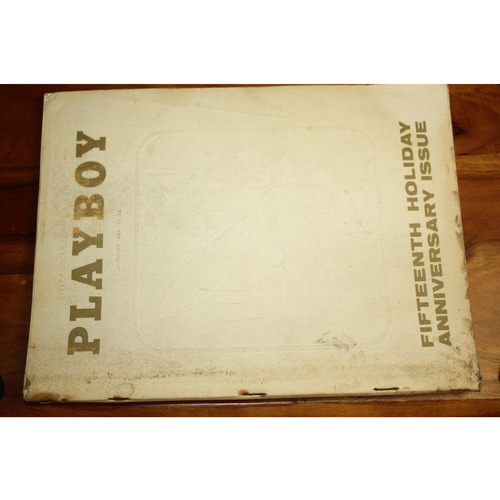 PLAYBOY
FIFTEENTH HOLIDAY
ANNIVERSARY ISSUE